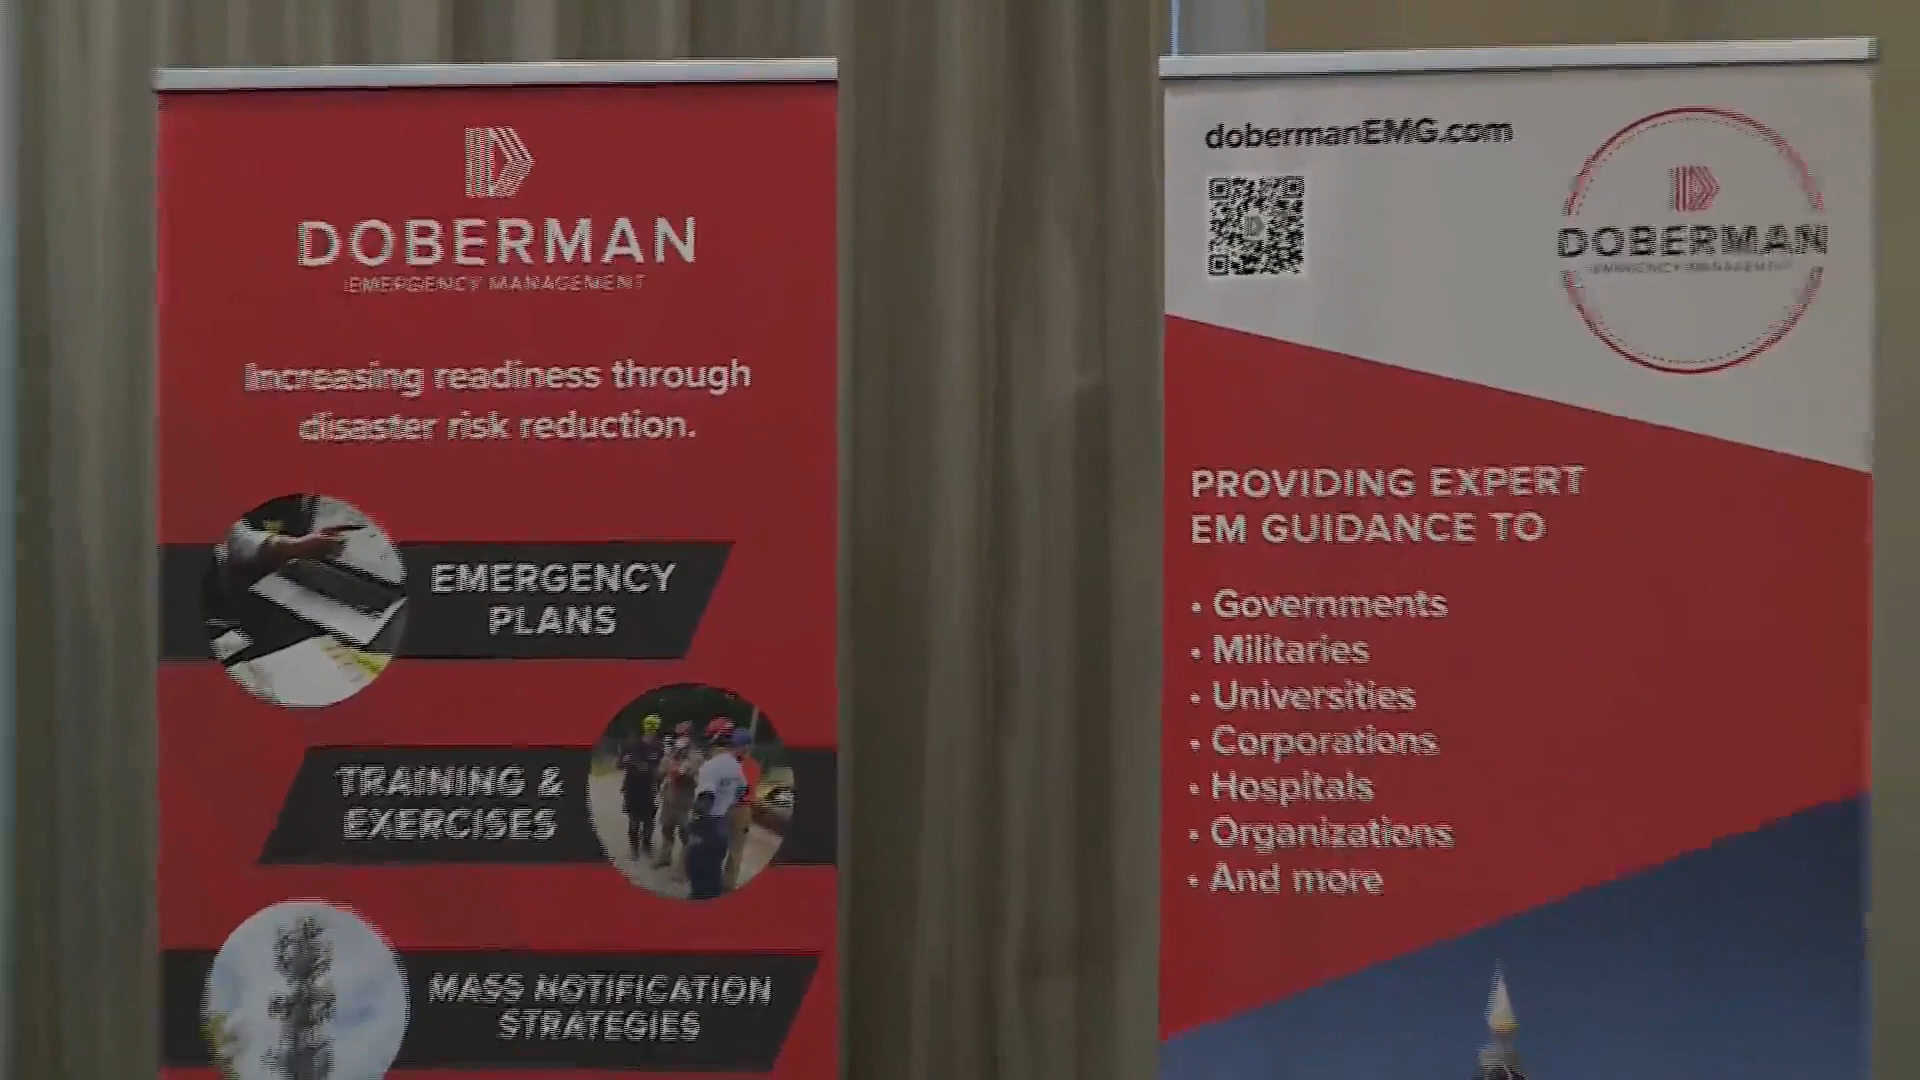 DOBERMAN
EMERGENCY MANAGEMENT
Increasing readiness through
disaster risk reduction.
EMERGENCY
PLANS
TRAINING &
EXERCISES
MASS NOTIFICATION
STRATEGIES
dobermanEMG.com
DOBERMAN
EMERGENCY MANAGEMENT
PROVIDING EXPERT
EM GUIDANCE TO
• Governments
• Militaries
• Universities
• Corporations
• Hospitals
• Organizations
• And more